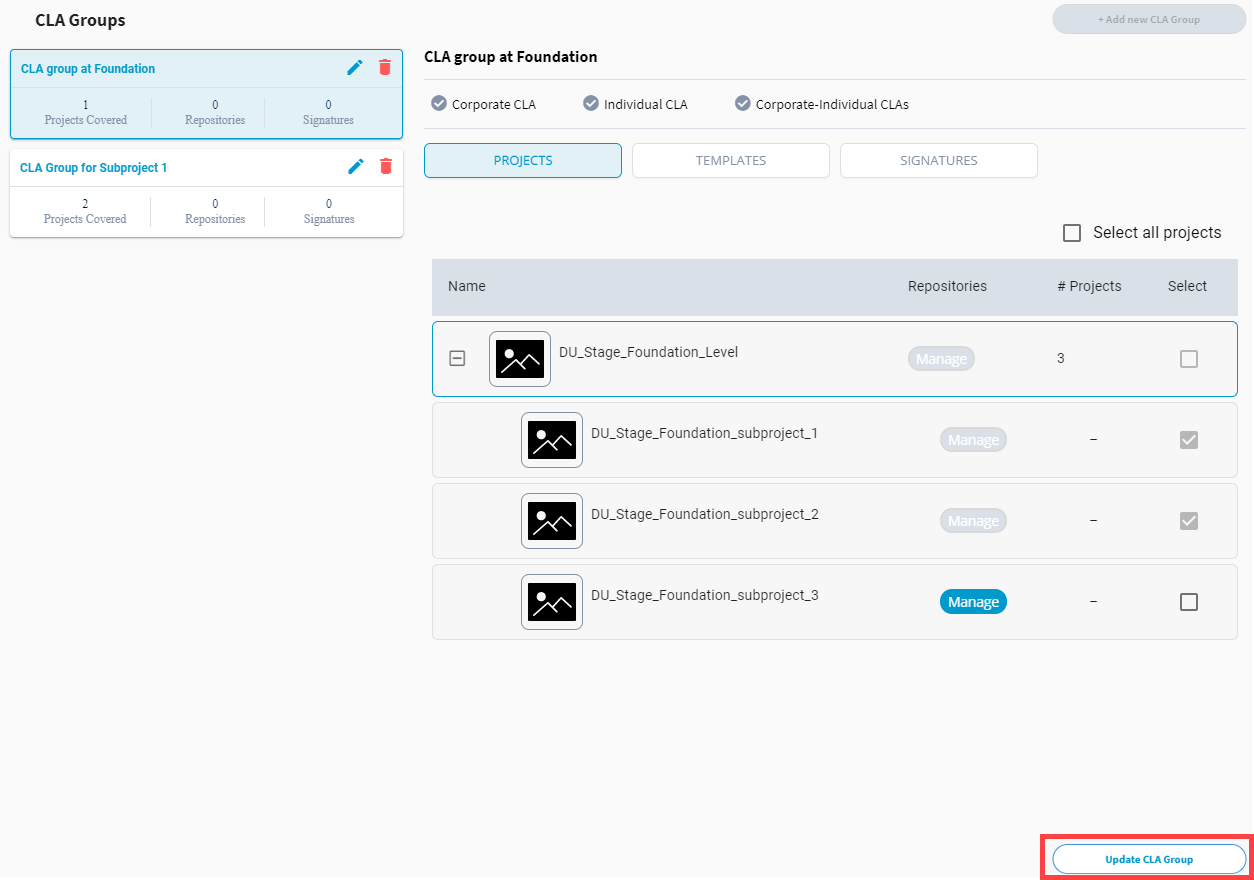 CLA Groups
+ Add new CLA Group
CLA group at Foundation
1 0 0
Projects Covered Repositories Signatures
CLA Group for Subproject 1
2 0 0
Projects Covered Repositories Signatures
CLA group at Foundation
Corporate CLA Individual CLA Corporate-Individual CLAs
PROJECTS TEMPLATES SIGNATURES
Select all projects
Name Repositories # Projects Select
DU_Stage_Foundation_Level Manage 3
DU_Stage_Foundation_subproject_1 Manage –
DU_Stage_Foundation_subproject_2 Manage –
DU_Stage_Foundation_subproject_3 Manage –
Update CLA Group